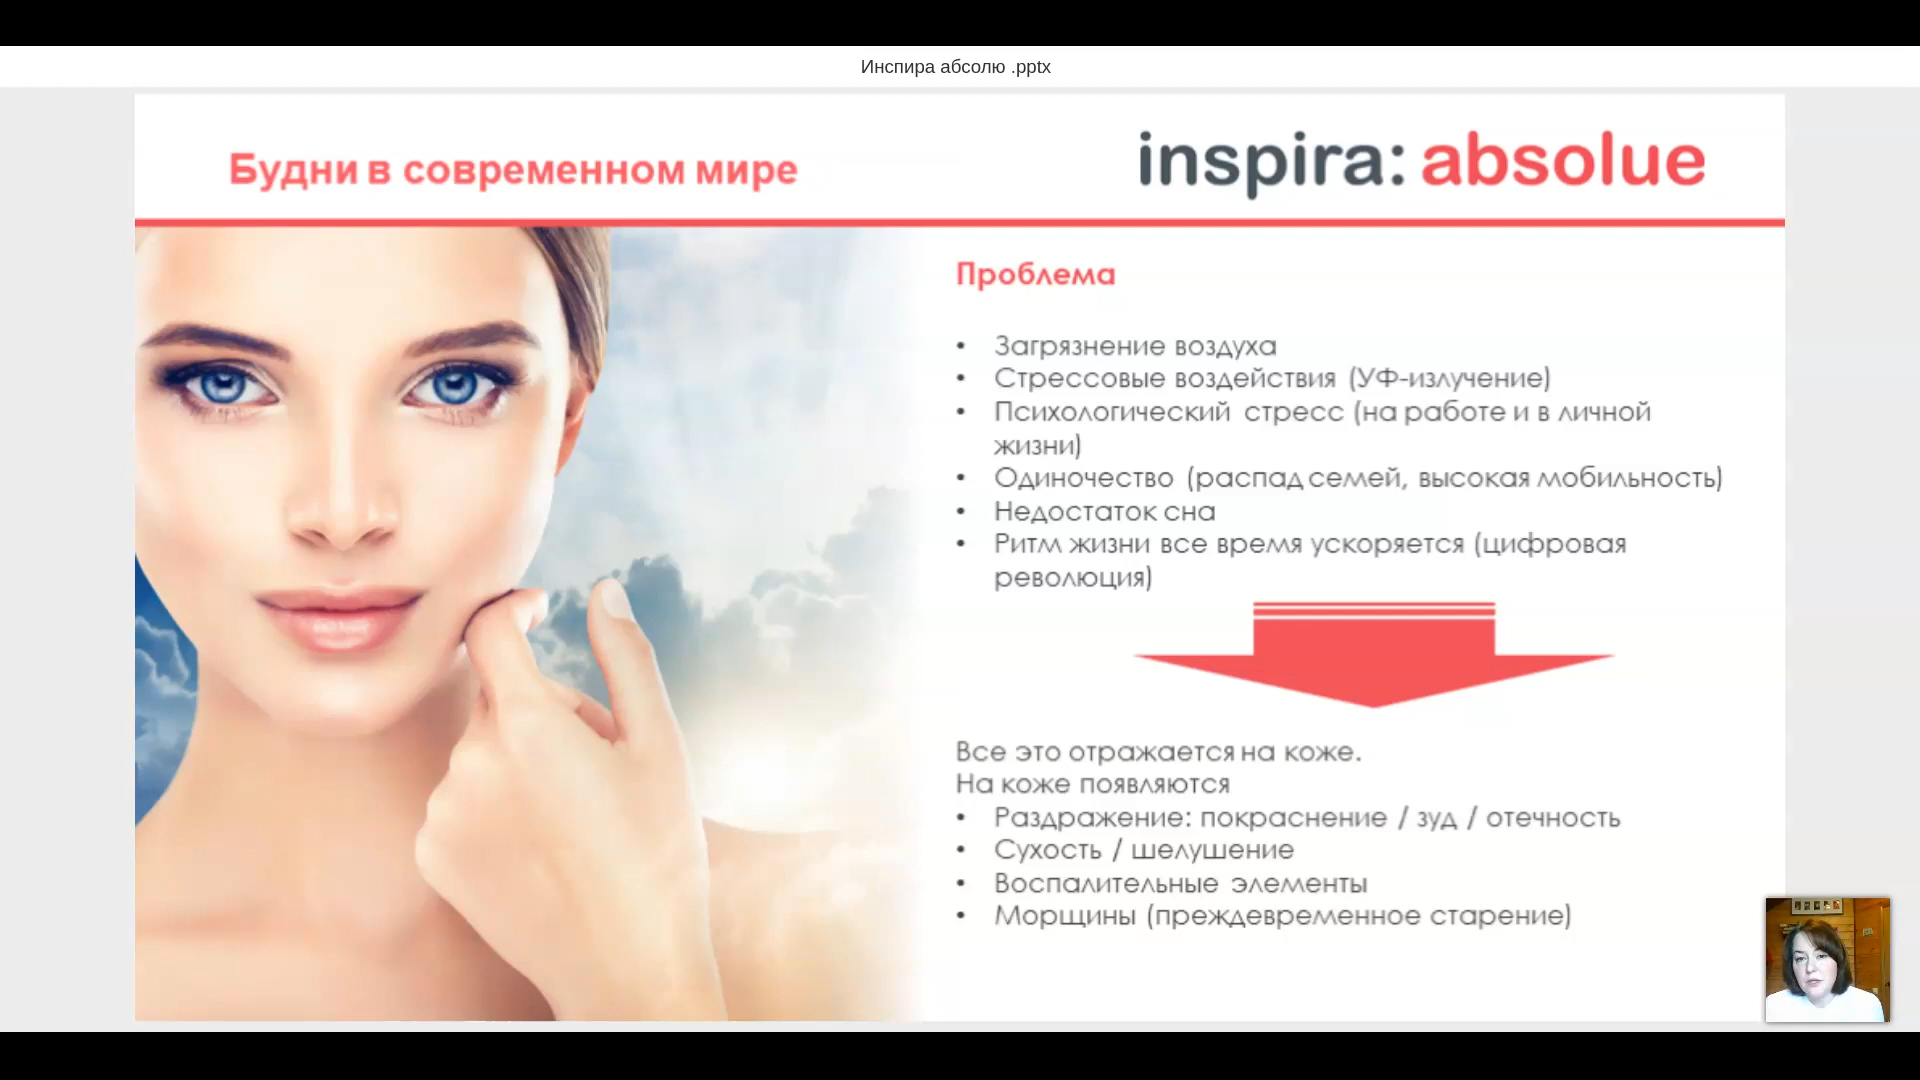 Инспира абсолю .pptx
Будни в современном мире
inspira: absolue
Проблема
• Загрязнение воздуха
• Стрессовые воздействия (УФ-излучение)
• Психологический стресс (на работе и в личной
жизни)
• Одиночество (распад семей, высокая мобильность)
• Недостаток сна
• Ритм жизни все время ускоряется (цифровая
революция)
Все это отражается на коже.
На коже появляются
• Раздражение: покраснение / зуд / отечность
• Сухость / шелушение
• Воспалительные элементы
• Морщины (преждевременное старение)